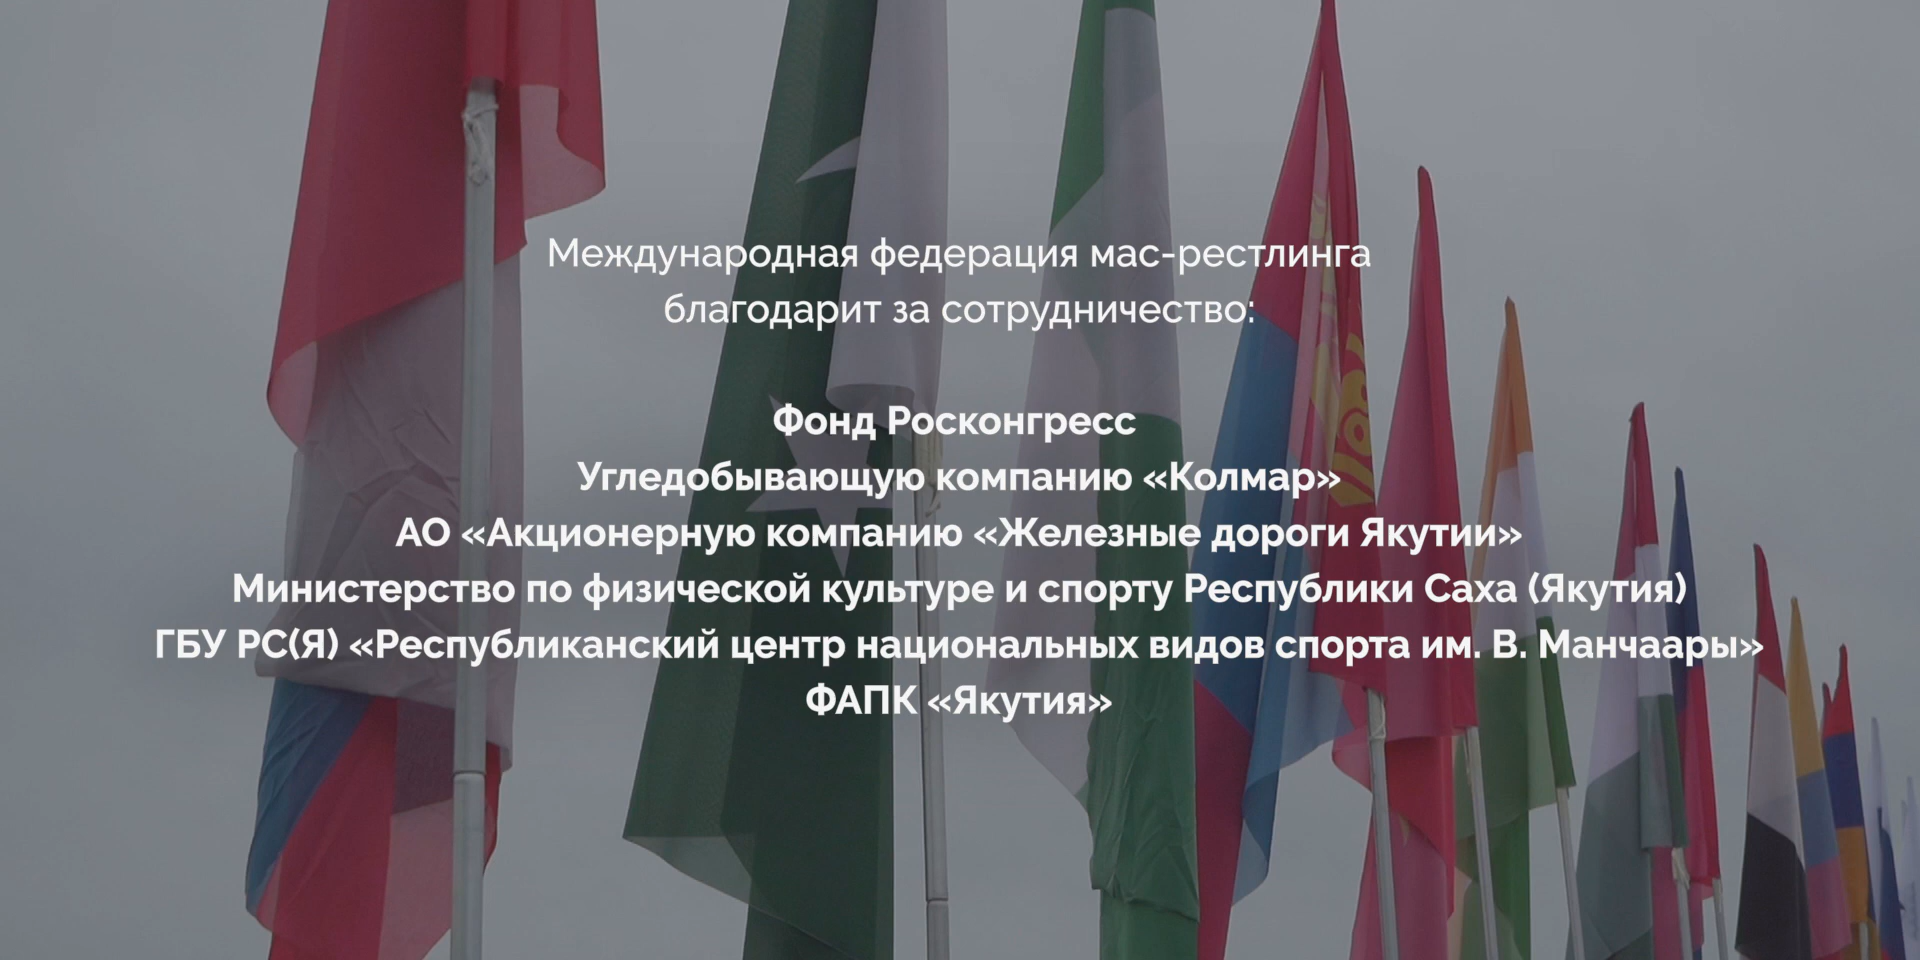 Международная федерация мас-рестлинга
благодарит за сотрудничество:
Фонд Росконгресс
Угледобывающую компанию «Колмар»
АО «Акционерную компанию «Железные дороги Якутии»
Министерство по физической культуре и спорту Республики Саха (Якутия)
ГБУ РС(Я) «Республиканский центр национальных видов спорта им. В. Манчаары»
ФАПК «Якутия»